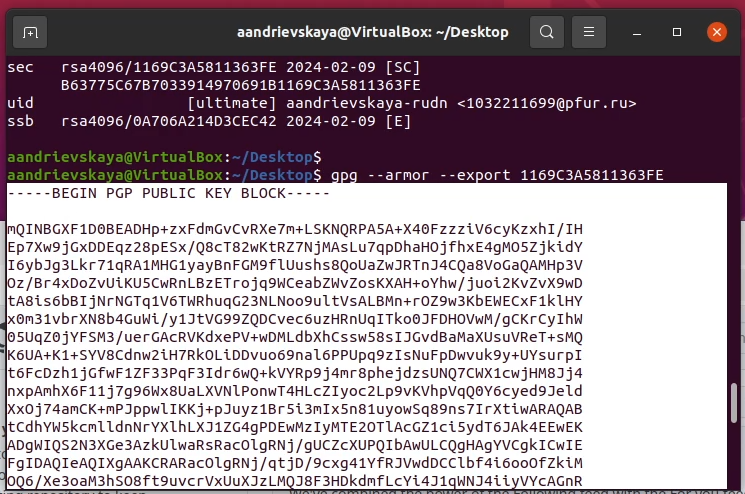 aandrievskaya@VirtualBox: ~/Desktop
sec   rsa4096/1169C3A5811363FE 2024-02-09 [SC]
      B63775C67B7033914970691B1169C3A5811363FE
uid                 [ultimate] aandrievskaya-rudn <1032211699@pfur.ru>
ssb   rsa4096/0A706A214D3CEC42 2024-02-09 [E]
aandrievskaya@VirtualBox:~/Desktop$
aandrievskaya@VirtualBox:~/Desktop$ gpg --armor --export 1169C3A5811363FE
-----BEGIN PGP PUBLIC KEY BLOCK-----
mQINBGXF1D0BEADHp+zxFdmGvCvRXe7m+LSKNQRPA5A+X40FzzziV6cyKzxhI/IH
Ep7Xw9jGxDDEqz28pESx/Q8cT82wKtRZ7NjMAsLu7qpDhaHOjfhxE4gMO5ZjkidY
I6ybJg3Lkr71qRA1MHG1yayBnFGM9flUushs8QoUaZwJRTnJ4CQa8VoGaQAMHp3V
Oz/Br4xDoZvUiKU5CwRnLBzETrojq9WCeabZWvZosKXAH+oYhw/juoi2KvZvX9wD
tA8is6bBIjNrNGTq1V6TWRhuqG23NLNoo9ultVsALBMn+rOZ9w3KbEWECxF1klHY
x0m31vbrXN8b4GuWi/y1JtVG99ZQDCvec6uzHRnUqITko0JFDHOVwM/gCKrCyIhW
05UqZ0jYFSM3/uerGAcRVKdxePV+wDMLdbXhCssw58sIJGvdBaMaXUsuVReT+sMQ
K6UA+K1+SYV8Cdnw2iH7RkOLiDDvuo69nal6PPUpq9zIsNuFpDwvuk9y+UYsurpI
t6FcDzh1jGfwF1ZF33PqF3Idr6wQ+kVYRp9j4mr8phejdzsUNQ7CWX1cwjHM8Jj4
nxpAmhX6F11j7g96Wx8UaLXVNlPonwT4HLcZIyoc2Lp9vKVhpVqQ0Y6cyed9Jeld
XxOj74amCK+mPJppwlIKKj+pJuyz1Br5i3mIx5n81uyowSq89ns7IrXtiwARAQAB
tCdhYW5kcmlldnNrYXlhLXJ1ZG4gPDEwMzIyMTE2OTlAcGZ1ci5ydT6JAk4EEwEK
ADgWIQS2N3XGe3AzkUlwaRsRacOlgRNj/gUCZcXUPQIbAwULCQgHAgYVCgkICwIE
FgIDAQIeAQIXgAAKCRARacOlgRNj/qtjD/9cxg41YfRJVwdDCClbf4i6ooOfZkiM
OQ6/Xe3oaM3hSO8ft9uvcrVxUuXJzLMQJ8F3HDkdmfLcYi4J1qWNJ4iiyVYcAGnR